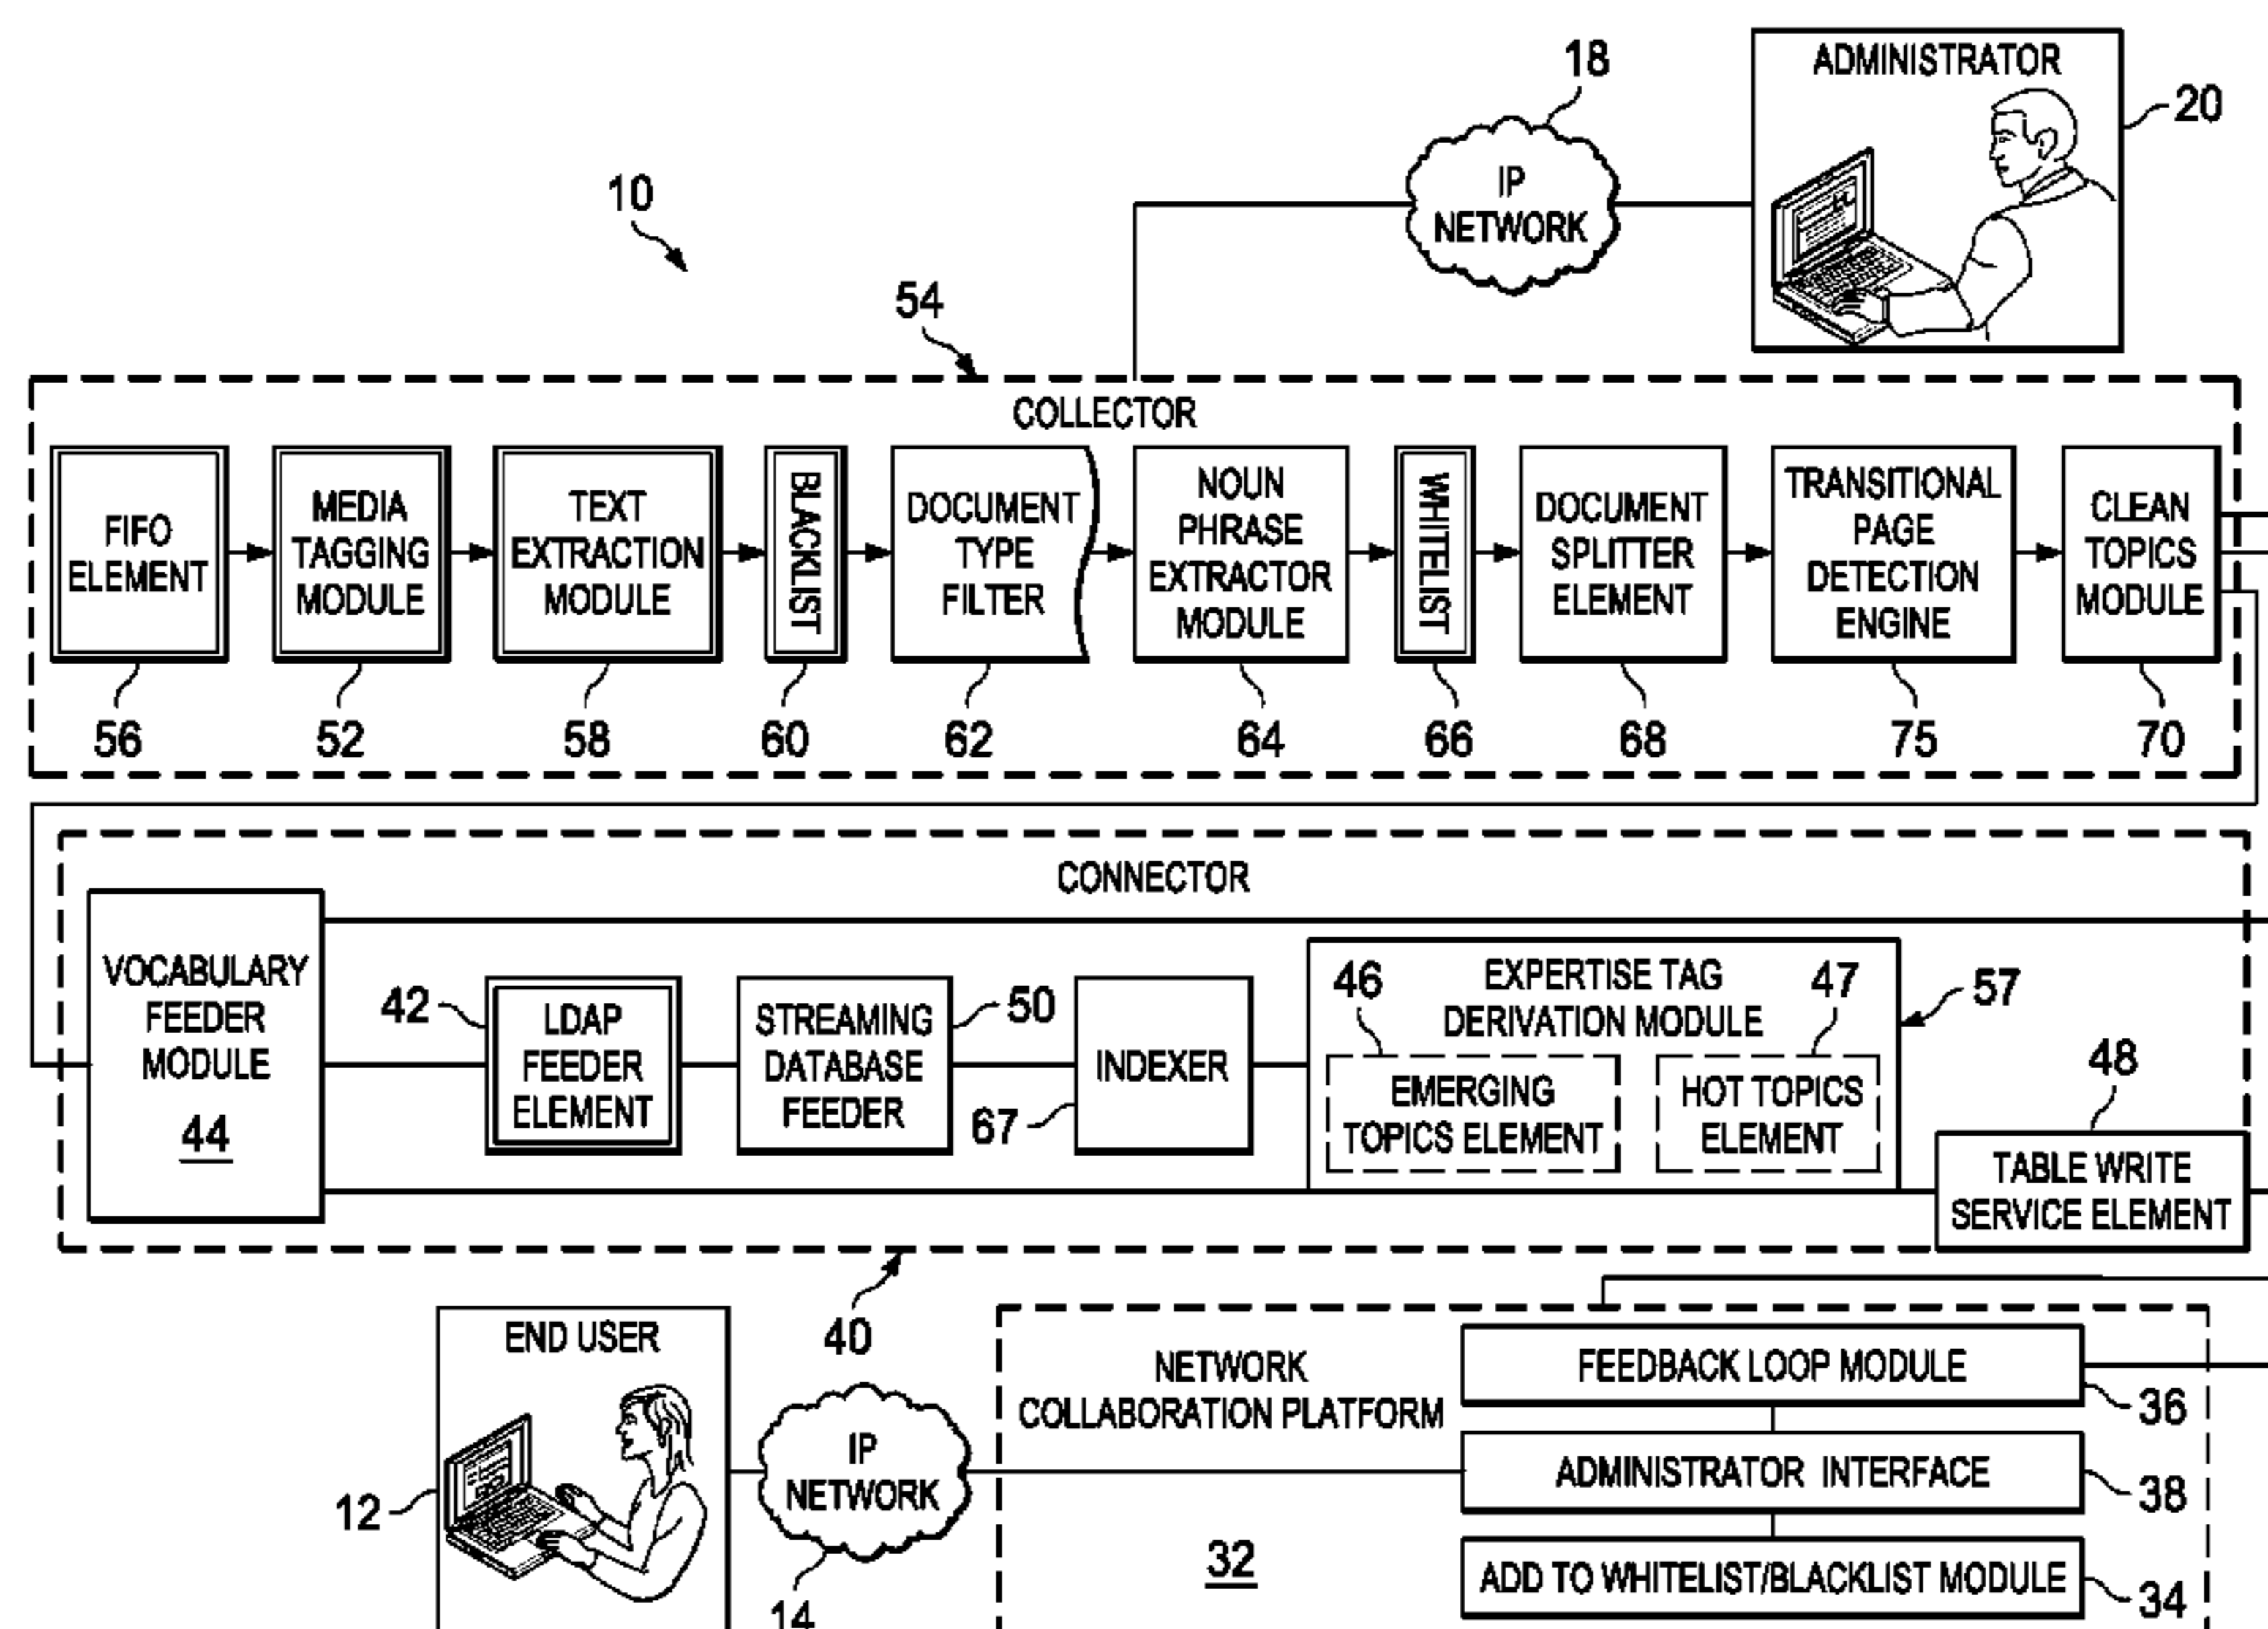 18
ADMINISTRATOR
20
IP
NETWORK
10
54
COLLECTOR
FIFO
ELEMENT
MEDIA
TAGGING
MODULE
TEXT
EXTRACTION
MODULE
BLACKLIST
DOCUMENT
TYPE
FILTER
NOUN
PHRASE
EXTRACTOR
MODULE
WHITELIST
DOCUMENT
SPLITTER
ELEMENT
TRANSITIONAL
PAGE
DETECTION
ENGINE
CLEAN
TOPICS
MODULE
56
52
58
60
62
64
66
68
75
70
CONNECTOR
VOCABULARY
FEEDER
MODULE
44
42
LDAP
FEEDER
ELEMENT
STREAMING
DATABASE
FEEDER
50
INDEXER
67
EXPERTISE TAG
DERIVATION MODULE
46
47
57
EMERGING
TOPICS ELEMENT
HOT TOPICS
ELEMENT
48
TABLE WRITE
SERVICE ELEMENT
40
END USER
12
IP
NETWORK
14
NETWORK
COLLABORATION PLATFORM
32
FEEDBACK LOOP MODULE
36
ADMINISTRATOR INTERFACE
38
ADD TO WHITELIST/BLACKLIST MODULE
34